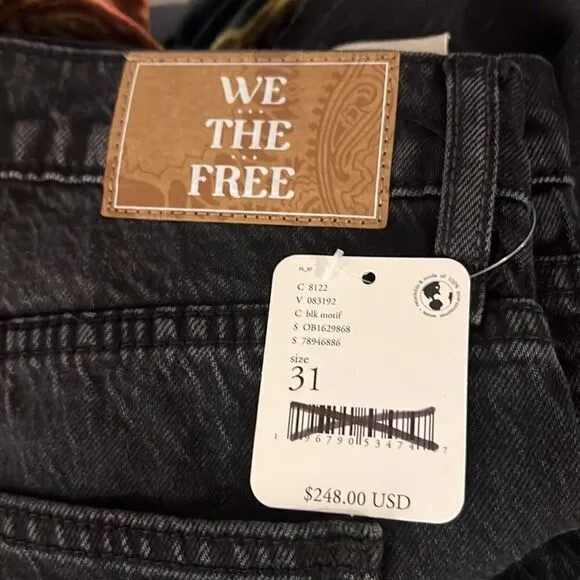 WE
THE
FREE
C 8122
V 083192
C blk motif
S OB1629868
S 78946886
size
31
$248.00 USD